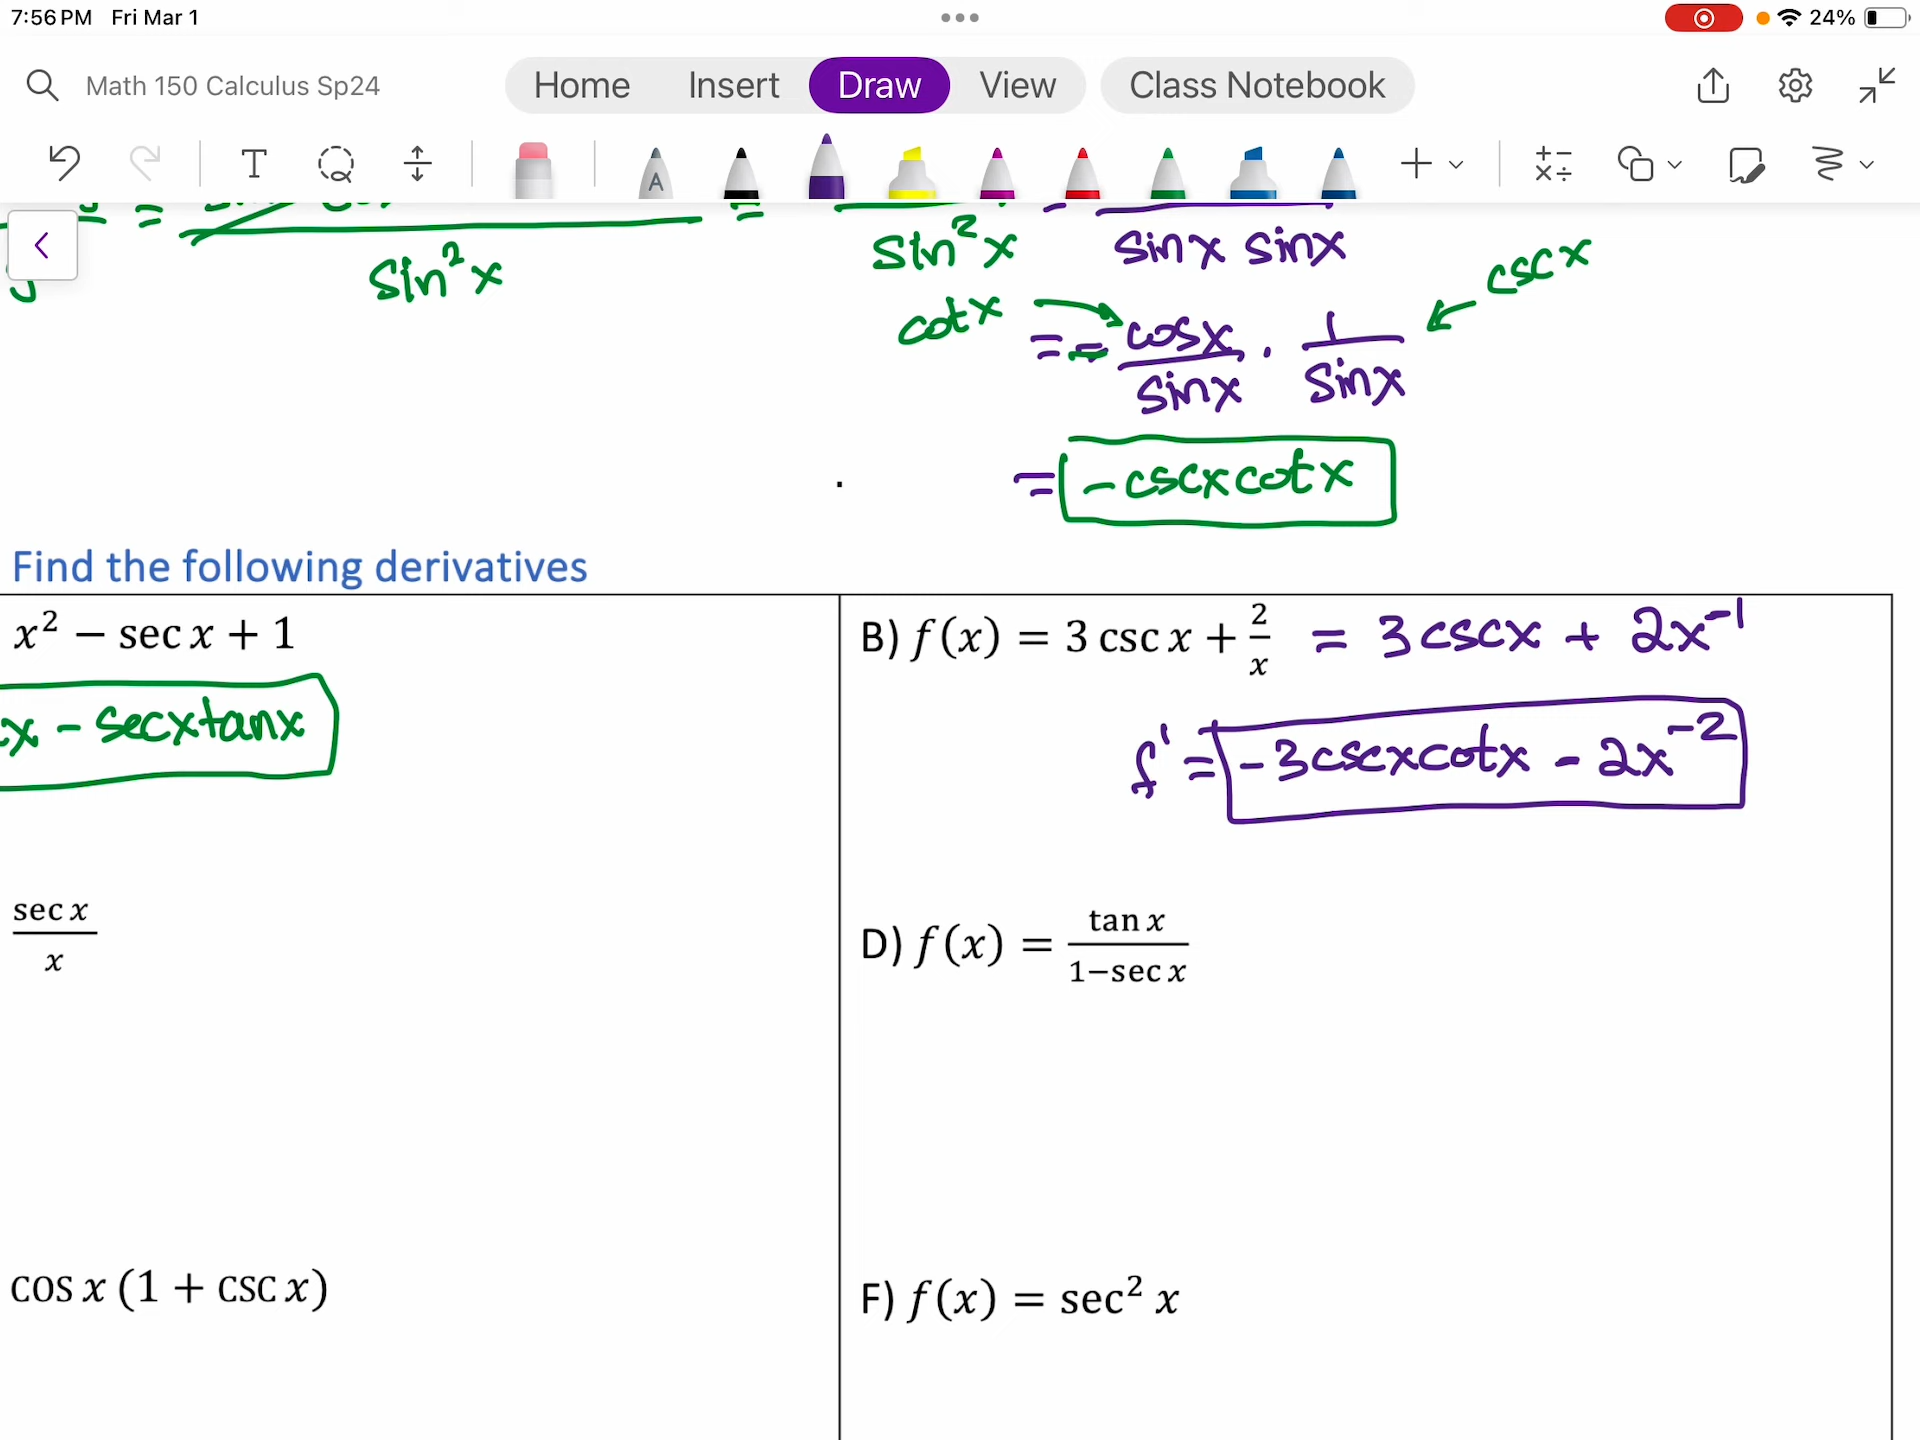 7:56 PM Fri Mar 1 24%
Math 150 Calculus Sp24 Home Insert Draw View Class Notebook
T A
= =
sin²x sin²x sinx sinx
cotx cscx
= = cosx/sinx · 1/sinx
= -cscxcotx
Find the following derivatives
x² − sec x + 1
x - secxtanx
B) f(x) = 3 csc x + 2/x = 3cscx + 2x⁻¹
f' = -3cscxcotx - 2x⁻²
sec x/x
D) f(x) = tan x/1−sec x
cos x (1 + csc x)
F) f(x) = sec² x